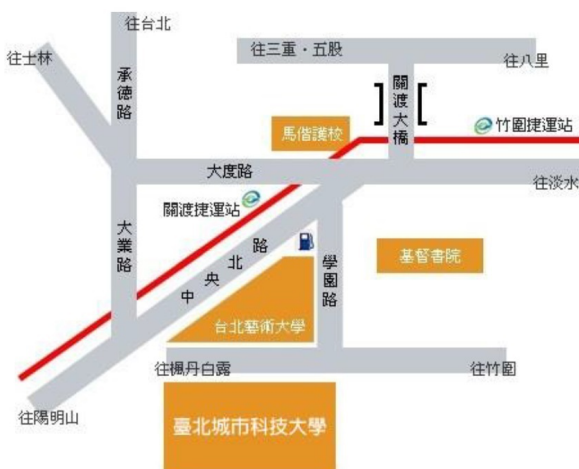 往台北
往三重・五股
往士林
往八里
承德路
關渡大橋
竹圍捷運站
馬偕護校
大度路
往淡水
關渡捷運站
大業路
中央北路
學園路
基督書院
台北藝術大學
往楓丹白露
往竹圍
往陽明山
臺北城市科技大學